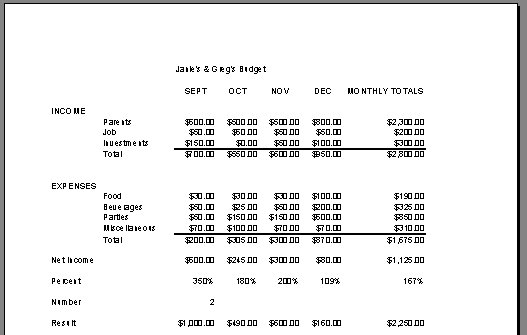 Janie's & Greg's Budget
SEPT OCT NOV DEC MONTHLY TOTALS
INCOME
Parents $500.00 $500.00 $500.00 $800.00 $2,300.00
Job $50.00 $50.00 $50.00 $50.00 $200.00
Investments $150.00 $0.00 $50.00 $100.00 $300.00
Total $700.00 $550.00 $600.00 $950.00 $2,800.00
EXPENSES
Food $30.00 $30.00 $30.00 $100.00 $190.00
Beverages $50.00 $25.00 $50.00 $200.00 $325.00
Parties $50.00 $150.00 $150.00 $500.00 $850.00
Miscellaneous $70.00 $100.00 $70.00 $70.00 $310.00
Total $200.00 $305.00 $300.00 $870.00 $1,675.00
Net Income $500.00 $245.00 $300.00 $80.00 $1,125.00
Percent 350% 180% 200% 109% 167%
Number 2
Result $1,000.00 $490.00 $600.00 $160.00 $2,250.00